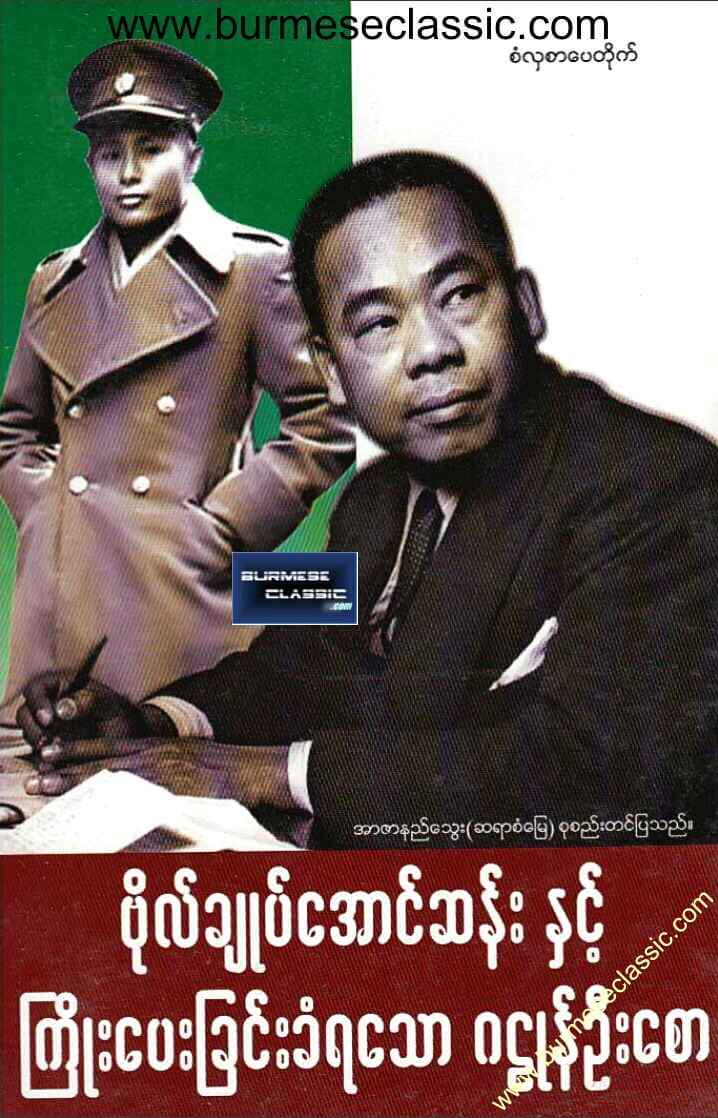 www.burmeseclassic.com
စံလှစာပေတိုက်
BURMESE
CLASSIC
.com
အာဇာနည်သွေး(ဆရာစံမြေ) စုစည်းတင်ပြသည်။
ဗိုလ်ချုပ်အောင်ဆန်း နှင့်
ကြိုးပေးခြင်းခံရသော ဂဠုန်ဦးစော
www.burmeseclassic.com